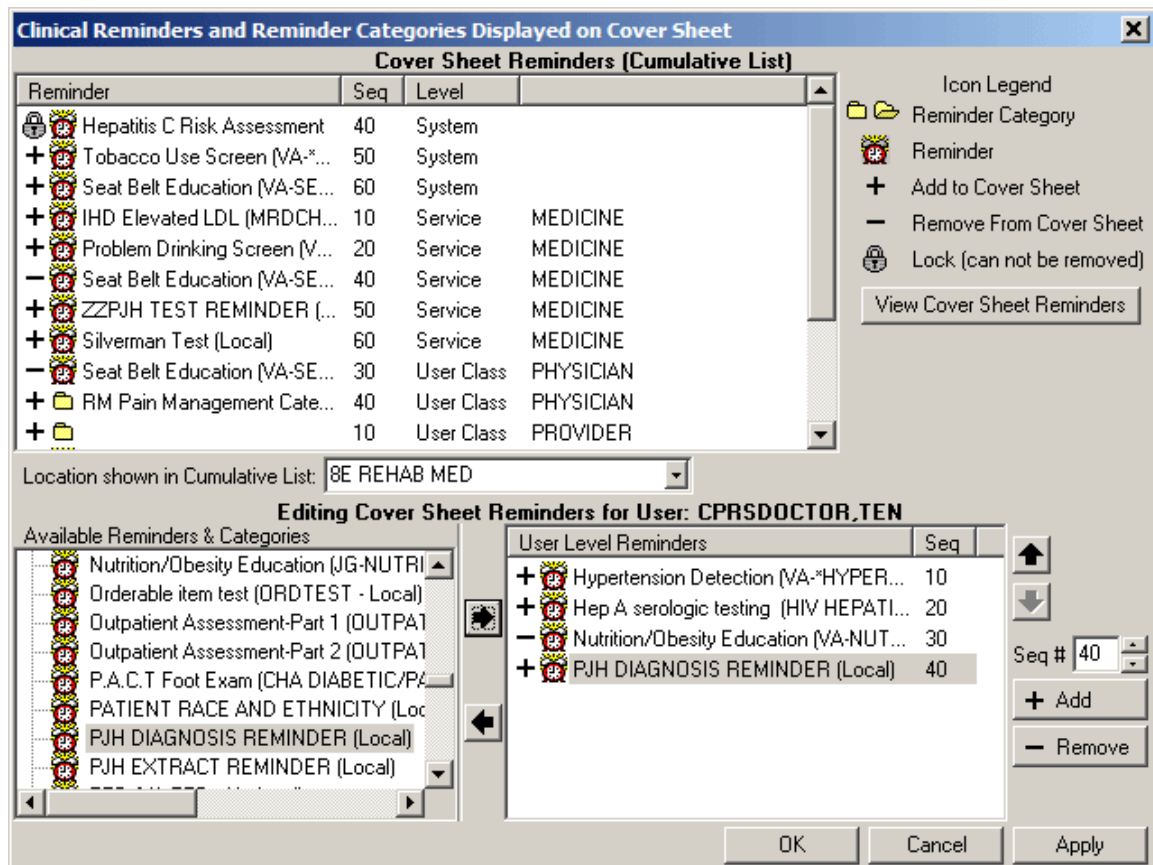 Clinical Reminders and Reminder Categories Displayed on Cover Sheet
Cover Sheet Reminders (Cumulative List)
Reminder Seq Level
Hepatitis C Risk Assessment 40 System
Tobacco Use Screen (VA-*... 50 System
Seat Belt Education (VA-SE... 60 System
IHD Elevated LDL (MRDCH... 10 Service MEDICINE
Problem Drinking Screen (V... 20 Service MEDICINE
Seat Belt Education (VA-SE... 40 Service MEDICINE
ZZPJH TEST REMINDER (... 50 Service MEDICINE
Silverman Test (Local) 60 Service MEDICINE
Seat Belt Education (VA-SE... 30 User Class PHYSICIAN
RM Pain Management Cate... 40 User Class PHYSICIAN
10 User Class PROVIDER
Icon Legend
Reminder Category
Reminder
+ Add to Cover Sheet
− Remove From Cover Sheet
Lock (can not be removed)
View Cover Sheet Reminders
Location shown in Cumulative List: 8E REHAB MED
Editing Cover Sheet Reminders for User: CPRSDOCTOR,TEN
Available Reminders & Categories
Nutrition/Obesity Education (JG-NUTRI
Orderable item test (ORDTEST - Local)
Outpatient Assessment-Part 1 (OUTPAT
Outpatient Assessment-Part 2 (OUTPAT
P.A.C.T Foot Exam (CHA DIABETIC/PA
PATIENT RACE AND ETHNICITY (Loc
PJH DIAGNOSIS REMINDER (Local)
PJH EXTRACT REMINDER (Local)
User Level Reminders Seq
Hypertension Detection (VA-*HYPER... 10
Hep A serologic testing (HIV HEPATI... 20
Nutrition/Obesity Education (VA-NUT... 30
PJH DIAGNOSIS REMINDER (Local) 40
Seq # 40
+ Add
− Remove
OK Cancel Apply